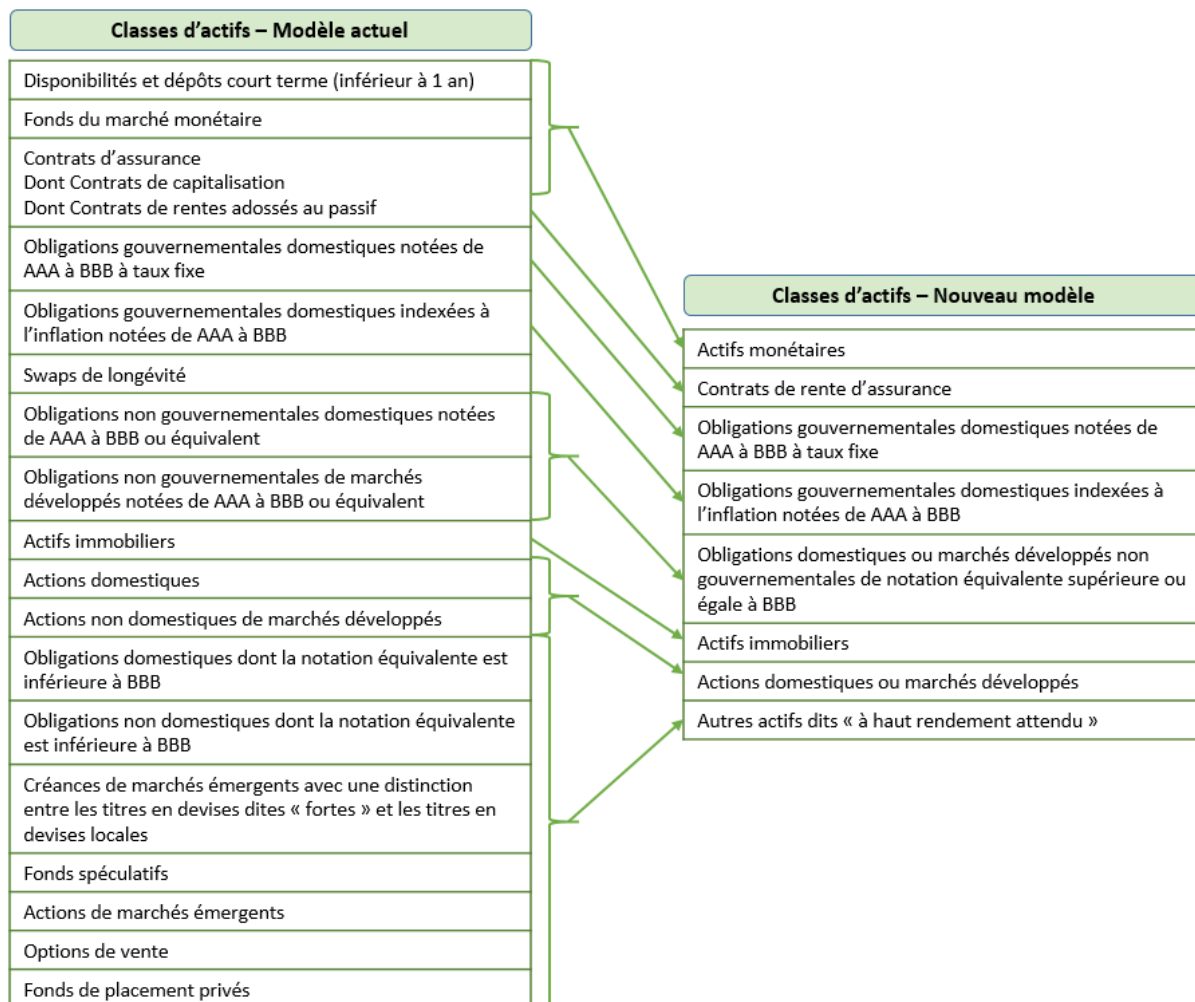 Classes d’actifs – Modèle actuel
Disponibilités et dépôts court terme (inférieur à 1 an)
Fonds du marché monétaire
Contrats d’assurance
Dont Contrats de capitalisation
Dont Contrats de rentes adossés au passif
Obligations gouvernementales domestiques notées de
AAA à BBB à taux fixe
Obligations gouvernementales domestiques indexées à
l’inflation notées de AAA à BBB
Swaps de longévité
Obligations non gouvernementales domestiques notées
de AAA à BBB ou équivalent
Obligations non gouvernementales de marchés
développés notées de AAA à BBB ou équivalent
Actifs immobiliers
Actions domestiques
Actions non domestiques de marchés développés
Obligations domestiques dont la notation équivalente est
inférieure à BBB
Obligations non domestiques dont la notation équivalente
est inférieure à BBB
Créances de marchés émergents avec une distinction
entre les titres en devises dites « fortes » et les titres en
devises locales
Fonds spéculatifs
Actions de marchés émergents
Options de vente
Fonds de placement privés
Classes d’actifs – Nouveau modèle
Actifs monétaires
Contrats de rente d’assurance
Obligations gouvernementales domestiques notées de
AAA à BBB à taux fixe
Obligations gouvernementales domestiques indexées à
l’inflation notées de AAA à BBB
Obligations domestiques ou marchés développés non
gouvernementales de notation équivalente supérieure ou
égale à BBB
Actifs immobiliers
Actions domestiques ou marchés développés
Autres actifs dits « à haut rendement attendu »